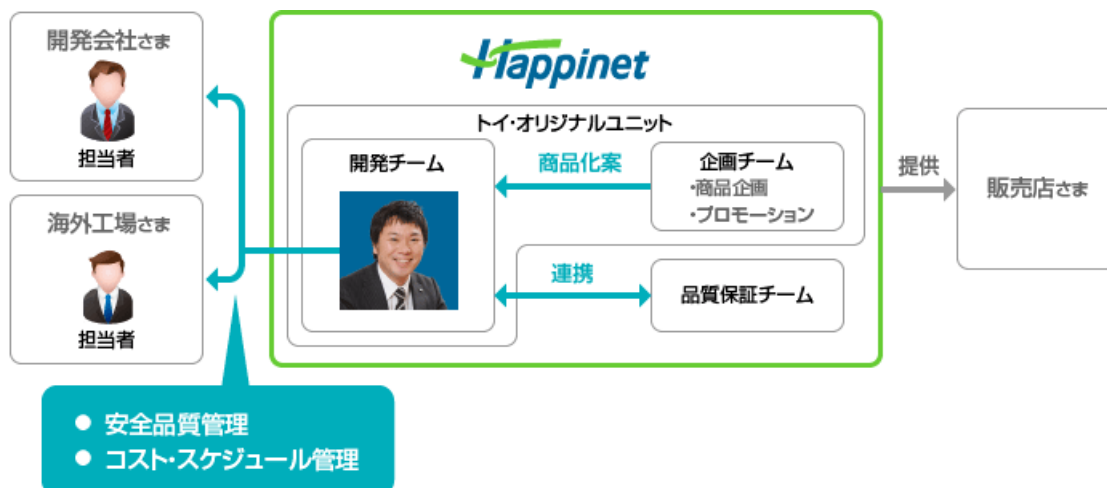 開発会社さま
担当者
海外工場さま
担当者
Happinet
トイ・オリジナルユニット
開発チーム
商品化案
企画チーム
・商品企画
・プロモーション
連携
品質保証チーム
提供
販売店さま
● 安全品質管理
● コスト・スケジュール管理